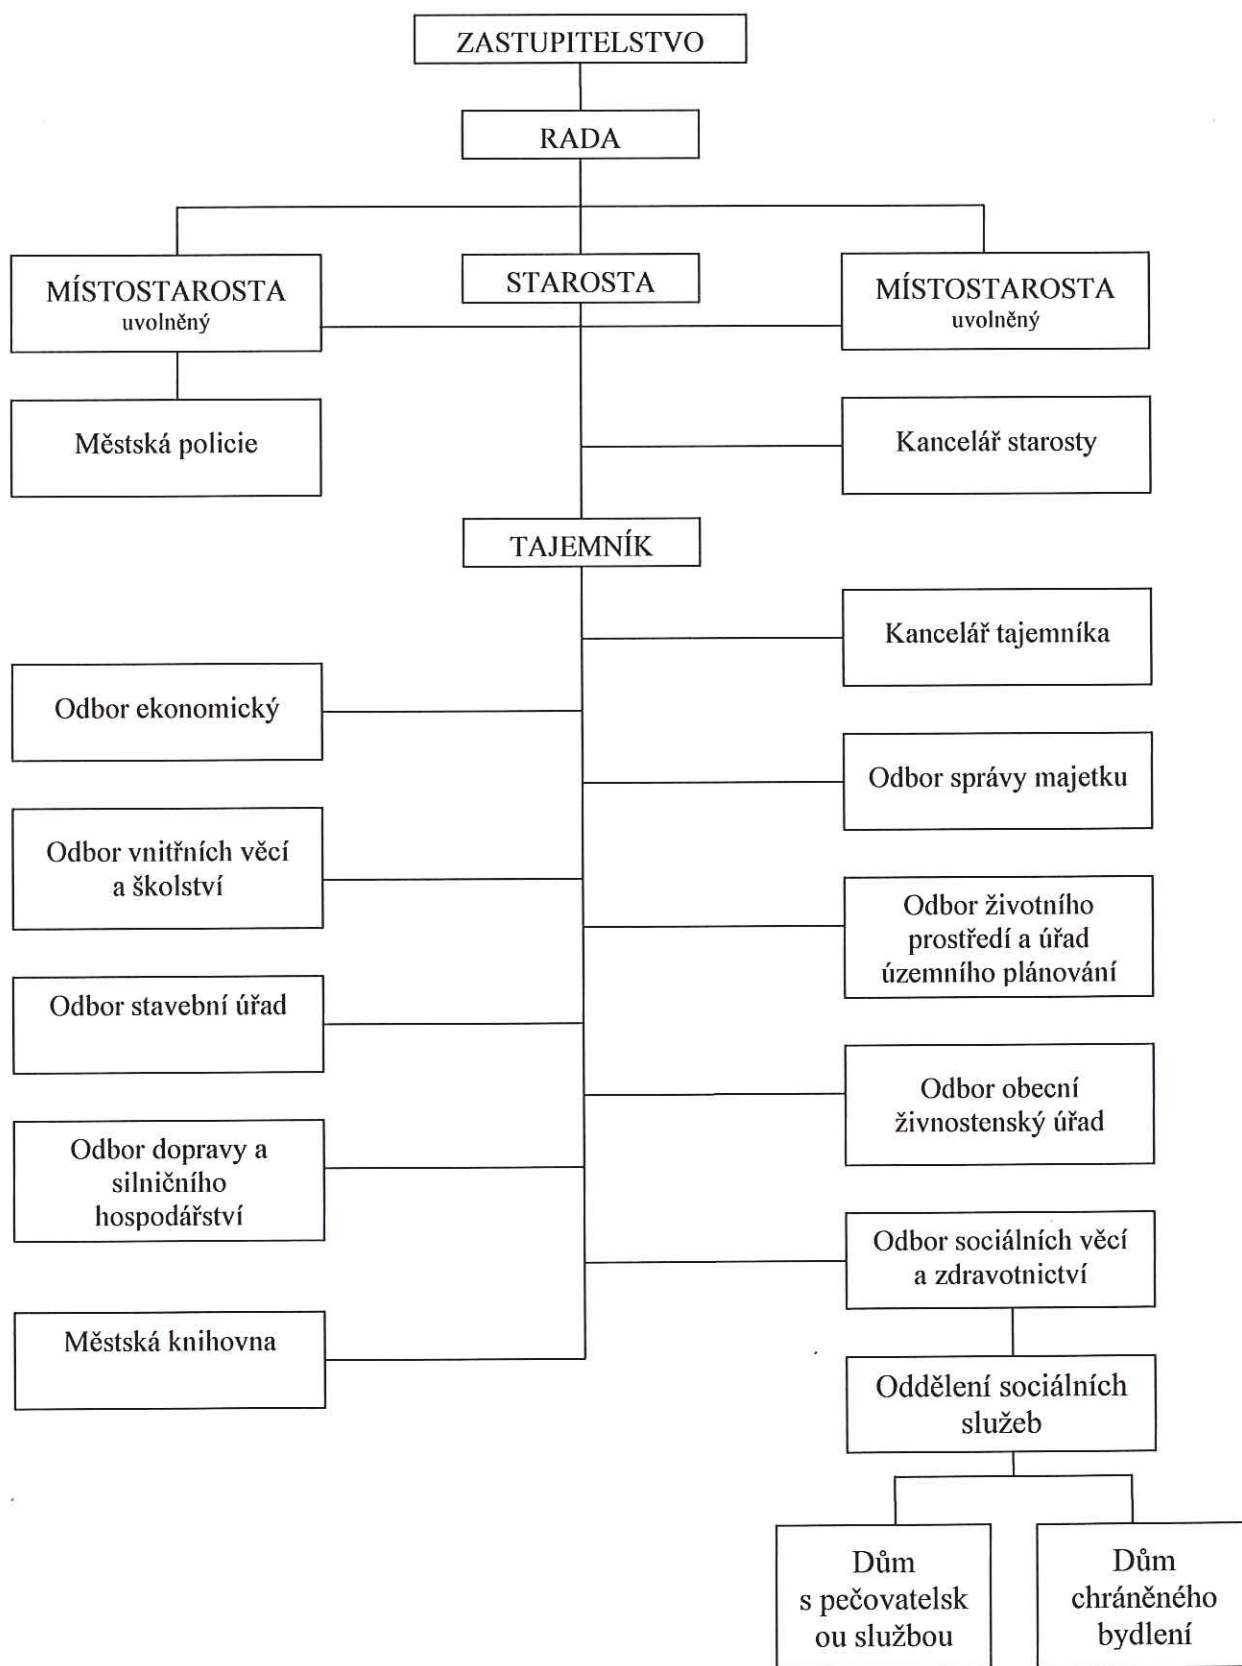 ZASTUPITELSTVO
RADA
MÍSTOSTAROSTA
uvolněný
STAROSTA
MÍSTOSTAROSTA
uvolněný
Městská policie
Kancelář starosty
TAJEMNÍK
Kancelář tajemníka
Odbor ekonomický
Odbor správy majetku
Odbor vnitřních věcí
a školství
Odbor životního
prostředí a úřad
územního plánování
Odbor stavební úřad
Odbor obecní
živnostenský úřad
Odbor dopravy a
silničního
hospodářství
Odbor sociálních věcí
a zdravotnictví
Městská knihovna
Oddělení sociálních
služeb
Dům
s pečovatelsk
ou službou
Dům
chráněného
bydlení